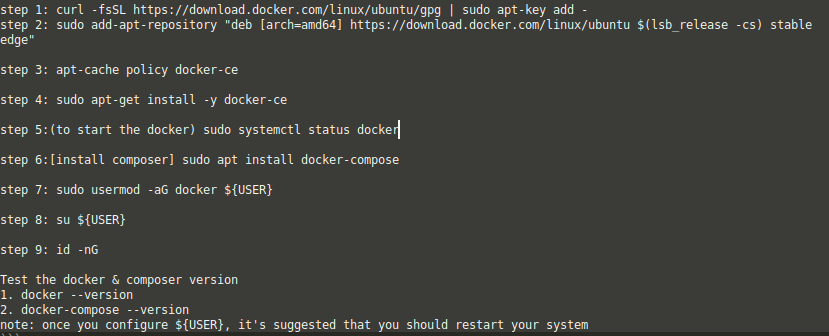 step 1: curl -fsSL https://download.docker.com/linux/ubuntu/gpg | sudo apt-key add -
step 2: sudo add-apt-repository "deb [arch=amd64] https://download.docker.com/linux/ubuntu $(lsb_release -cs) stable
edge"
step 3: apt-cache policy docker-ce
step 4: sudo apt-get install -y docker-ce
step 5:(to start the docker) sudo systemctl status docker
step 6:[install composer] sudo apt install docker-compose
step 7: sudo usermod -aG docker ${USER}
step 8: su ${USER}
step 9: id -nG
Test the docker & composer version
1. docker --version
2. docker-compose --version
note: once you configure ${USER}, it's suggested that you should restart your system